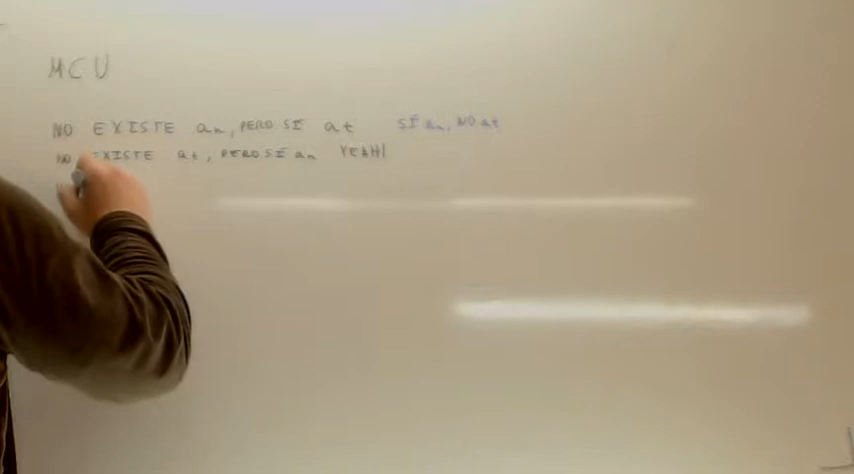 MCU
NO EXISTE an, PERO SI at SI an, NO at
NO EXISTE at, PERO SI an YEAH!